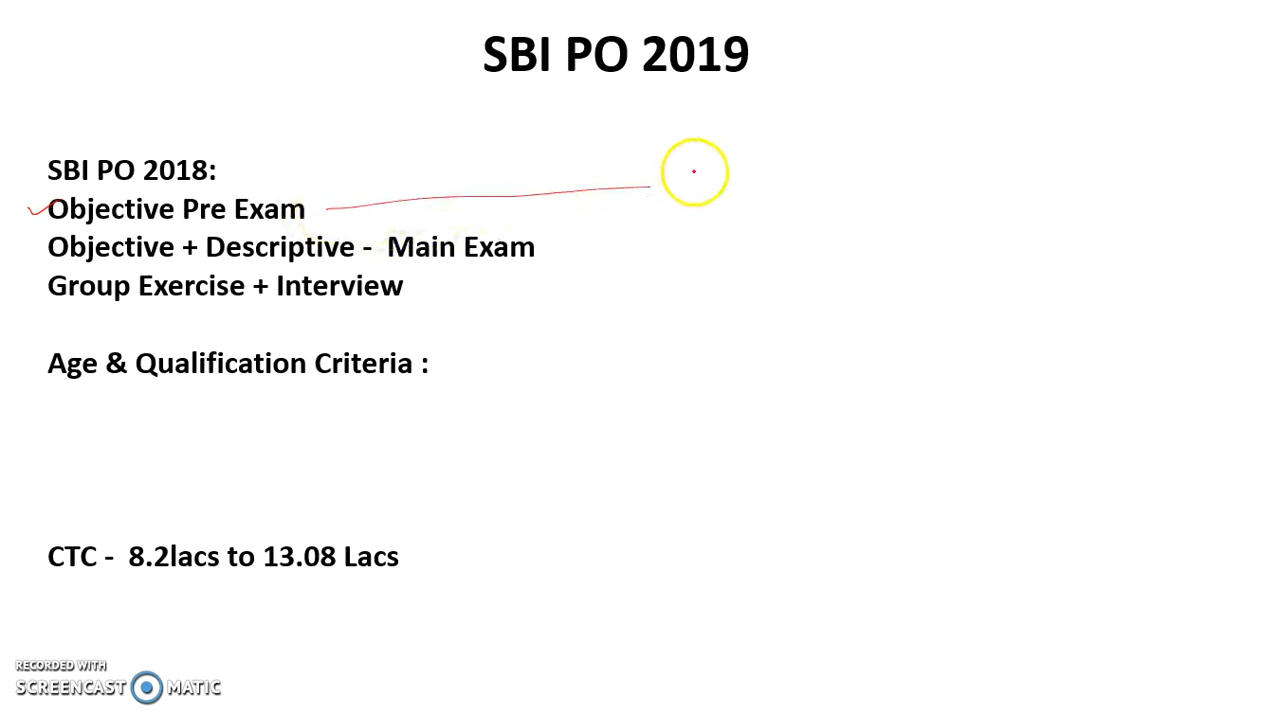 SBI PO 2019
SBI PO 2018:
Objective Pre Exam
Objective + Descriptive -  Main Exam
Group Exercise + Interview
Age & Qualification Criteria :
CTC -  8.2lacs to 13.08 Lacs
RECORDED WITH
SCREENCAST MATIC